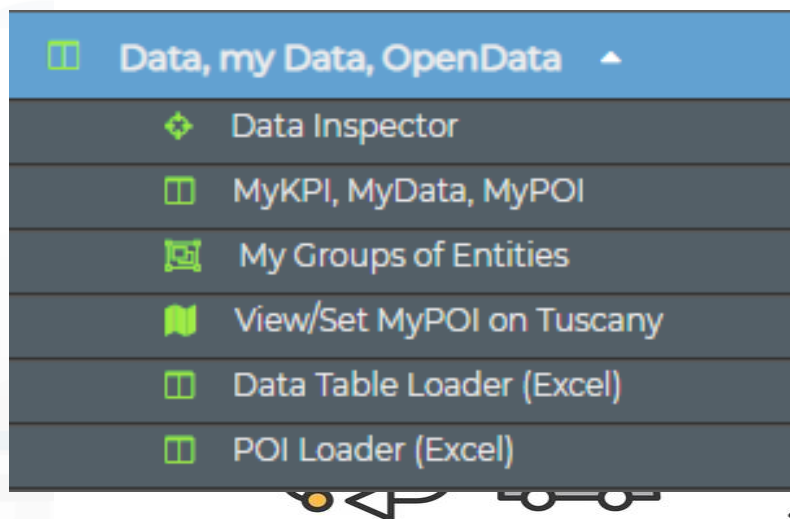 Data, my Data, OpenData
Data Inspector
MyKPI, MyData, MyPOI
My Groups of Entities
View/Set MyPOI on Tuscany
Data Table Loader (Excel)
POI Loader (Excel)